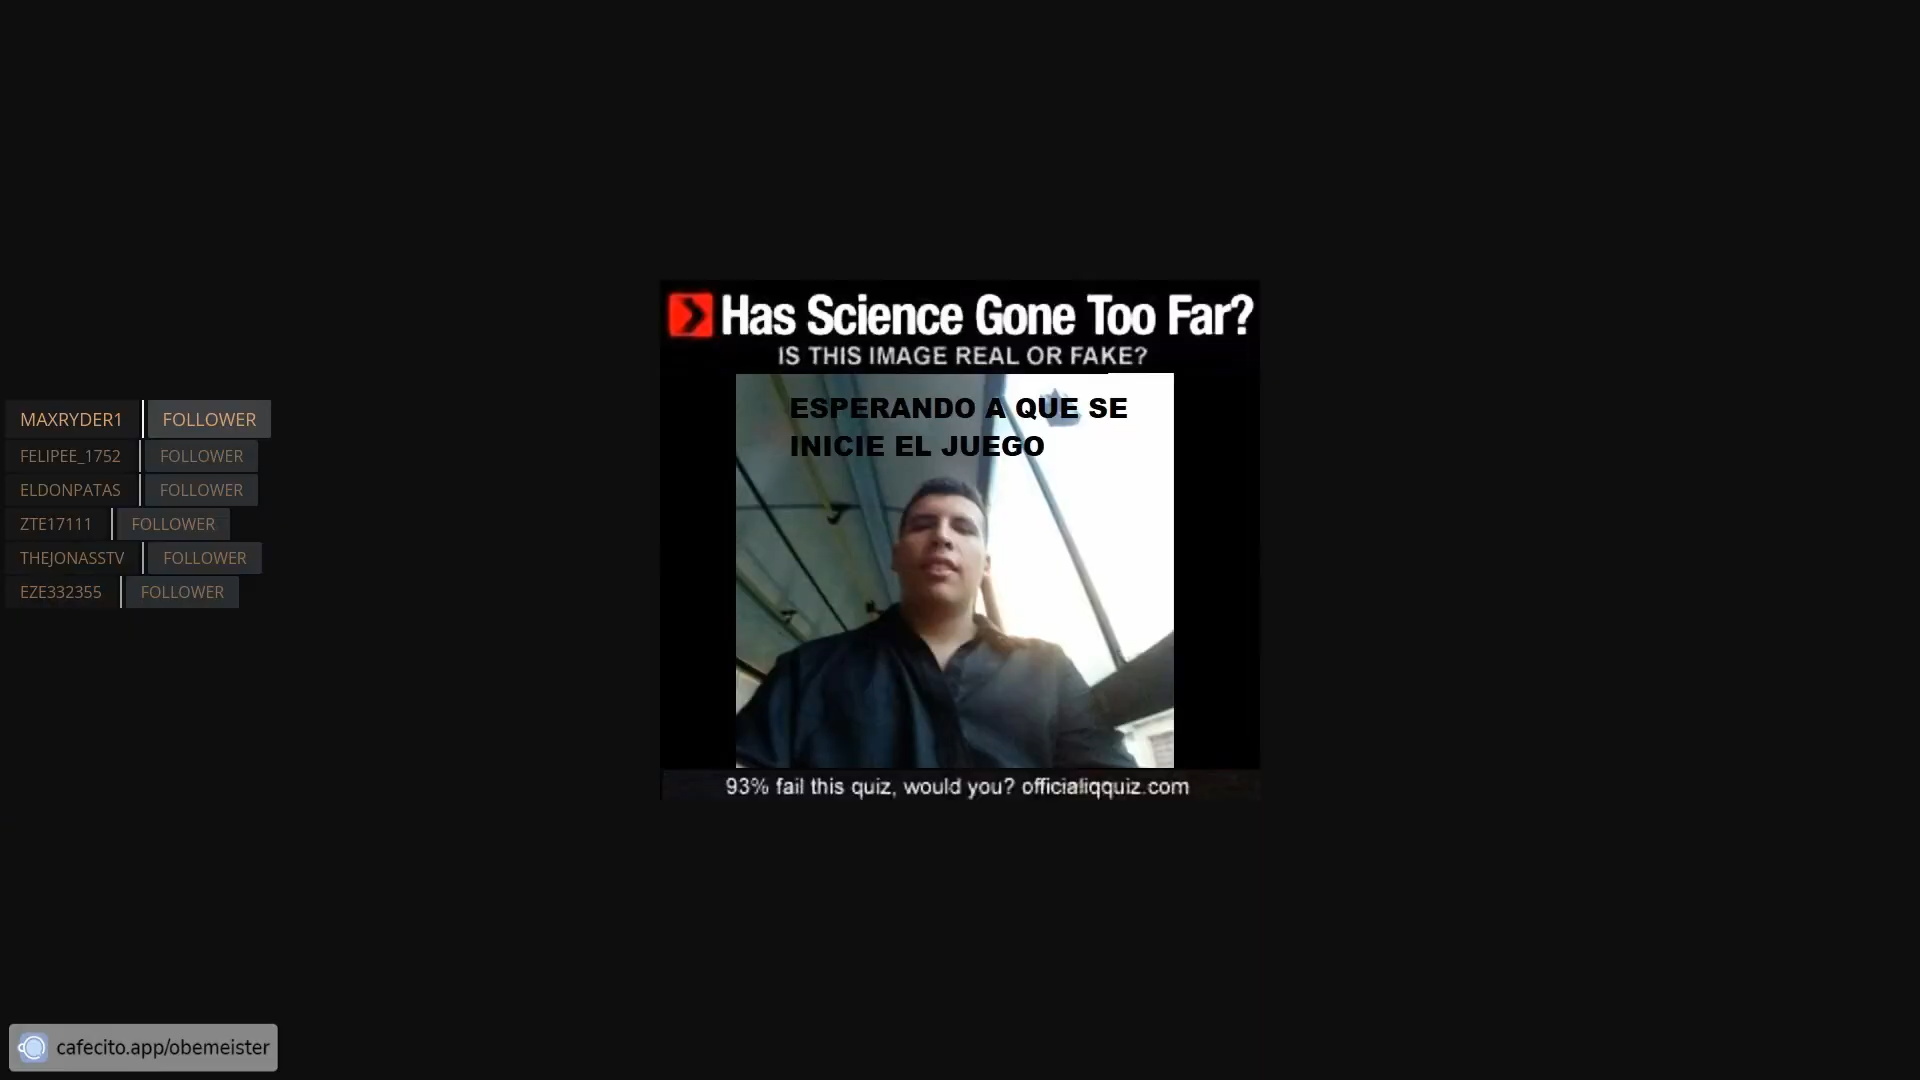 Has Science Gone Too Far?
IS THIS IMAGE REAL OR FAKE?
ESPERANDO A QUE SE
INICIE EL JUEGO
93% fail this quiz, would you? officialiqquiz.com
MAXRYDER1 FOLLOWER
FELIPEE_1752 FOLLOWER
ELDONPATAS FOLLOWER
ZTE17111 FOLLOWER
THEJONASSTV FOLLOWER
EZE332355 FOLLOWER
cafecito.app/obemeister